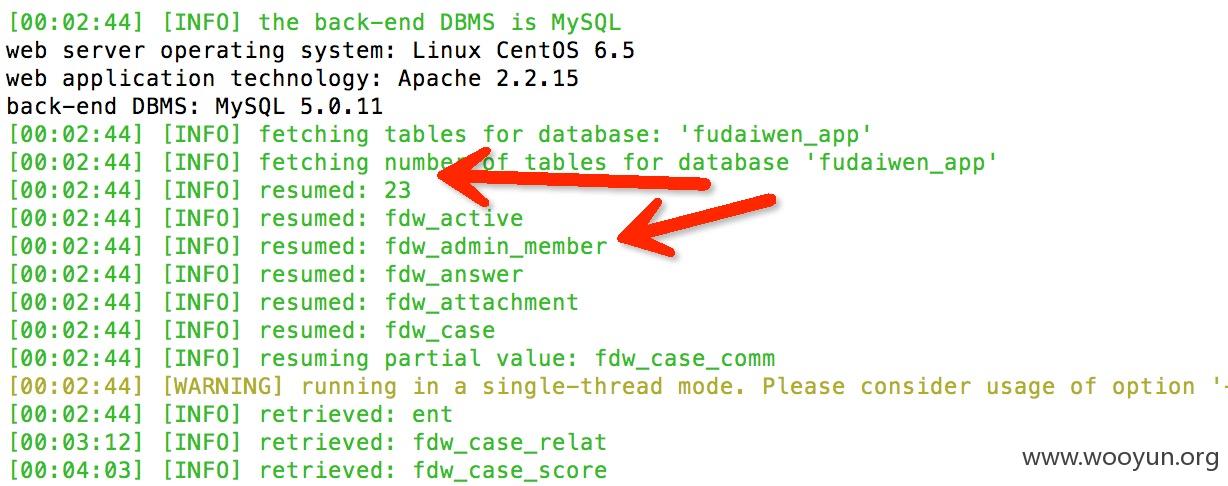 [00:02:44] [INFO] the back-end DBMS is MySQL
web server operating system: Linux CentOS 6.5
web application technology: Apache 2.2.15
back-end DBMS: MySQL 5.0.11
[00:02:44] [INFO] fetching tables for database: 'fudaiwen_app'
[00:02:44] [INFO] fetching number of tables for database 'fudaiwen_app'
[00:02:44] [INFO] resumed: 23
[00:02:44] [INFO] resumed: fdw_active
[00:02:44] [INFO] resumed: fdw_admin_member
[00:02:44] [INFO] resumed: fdw_answer
[00:02:44] [INFO] resumed: fdw_attachment
[00:02:44] [INFO] resumed: fdw_case
[00:02:44] [INFO] resuming partial value: fdw_case_comm
[00:02:44] [WARNING] running in a single-thread mode. Please consider usage of option '-
[00:02:44] [INFO] retrieved: ent
[00:03:12] [INFO] retrieved: fdw_case_relat
[00:04:03] [INFO] retrieved: fdw_case_score
www.wooyun.org